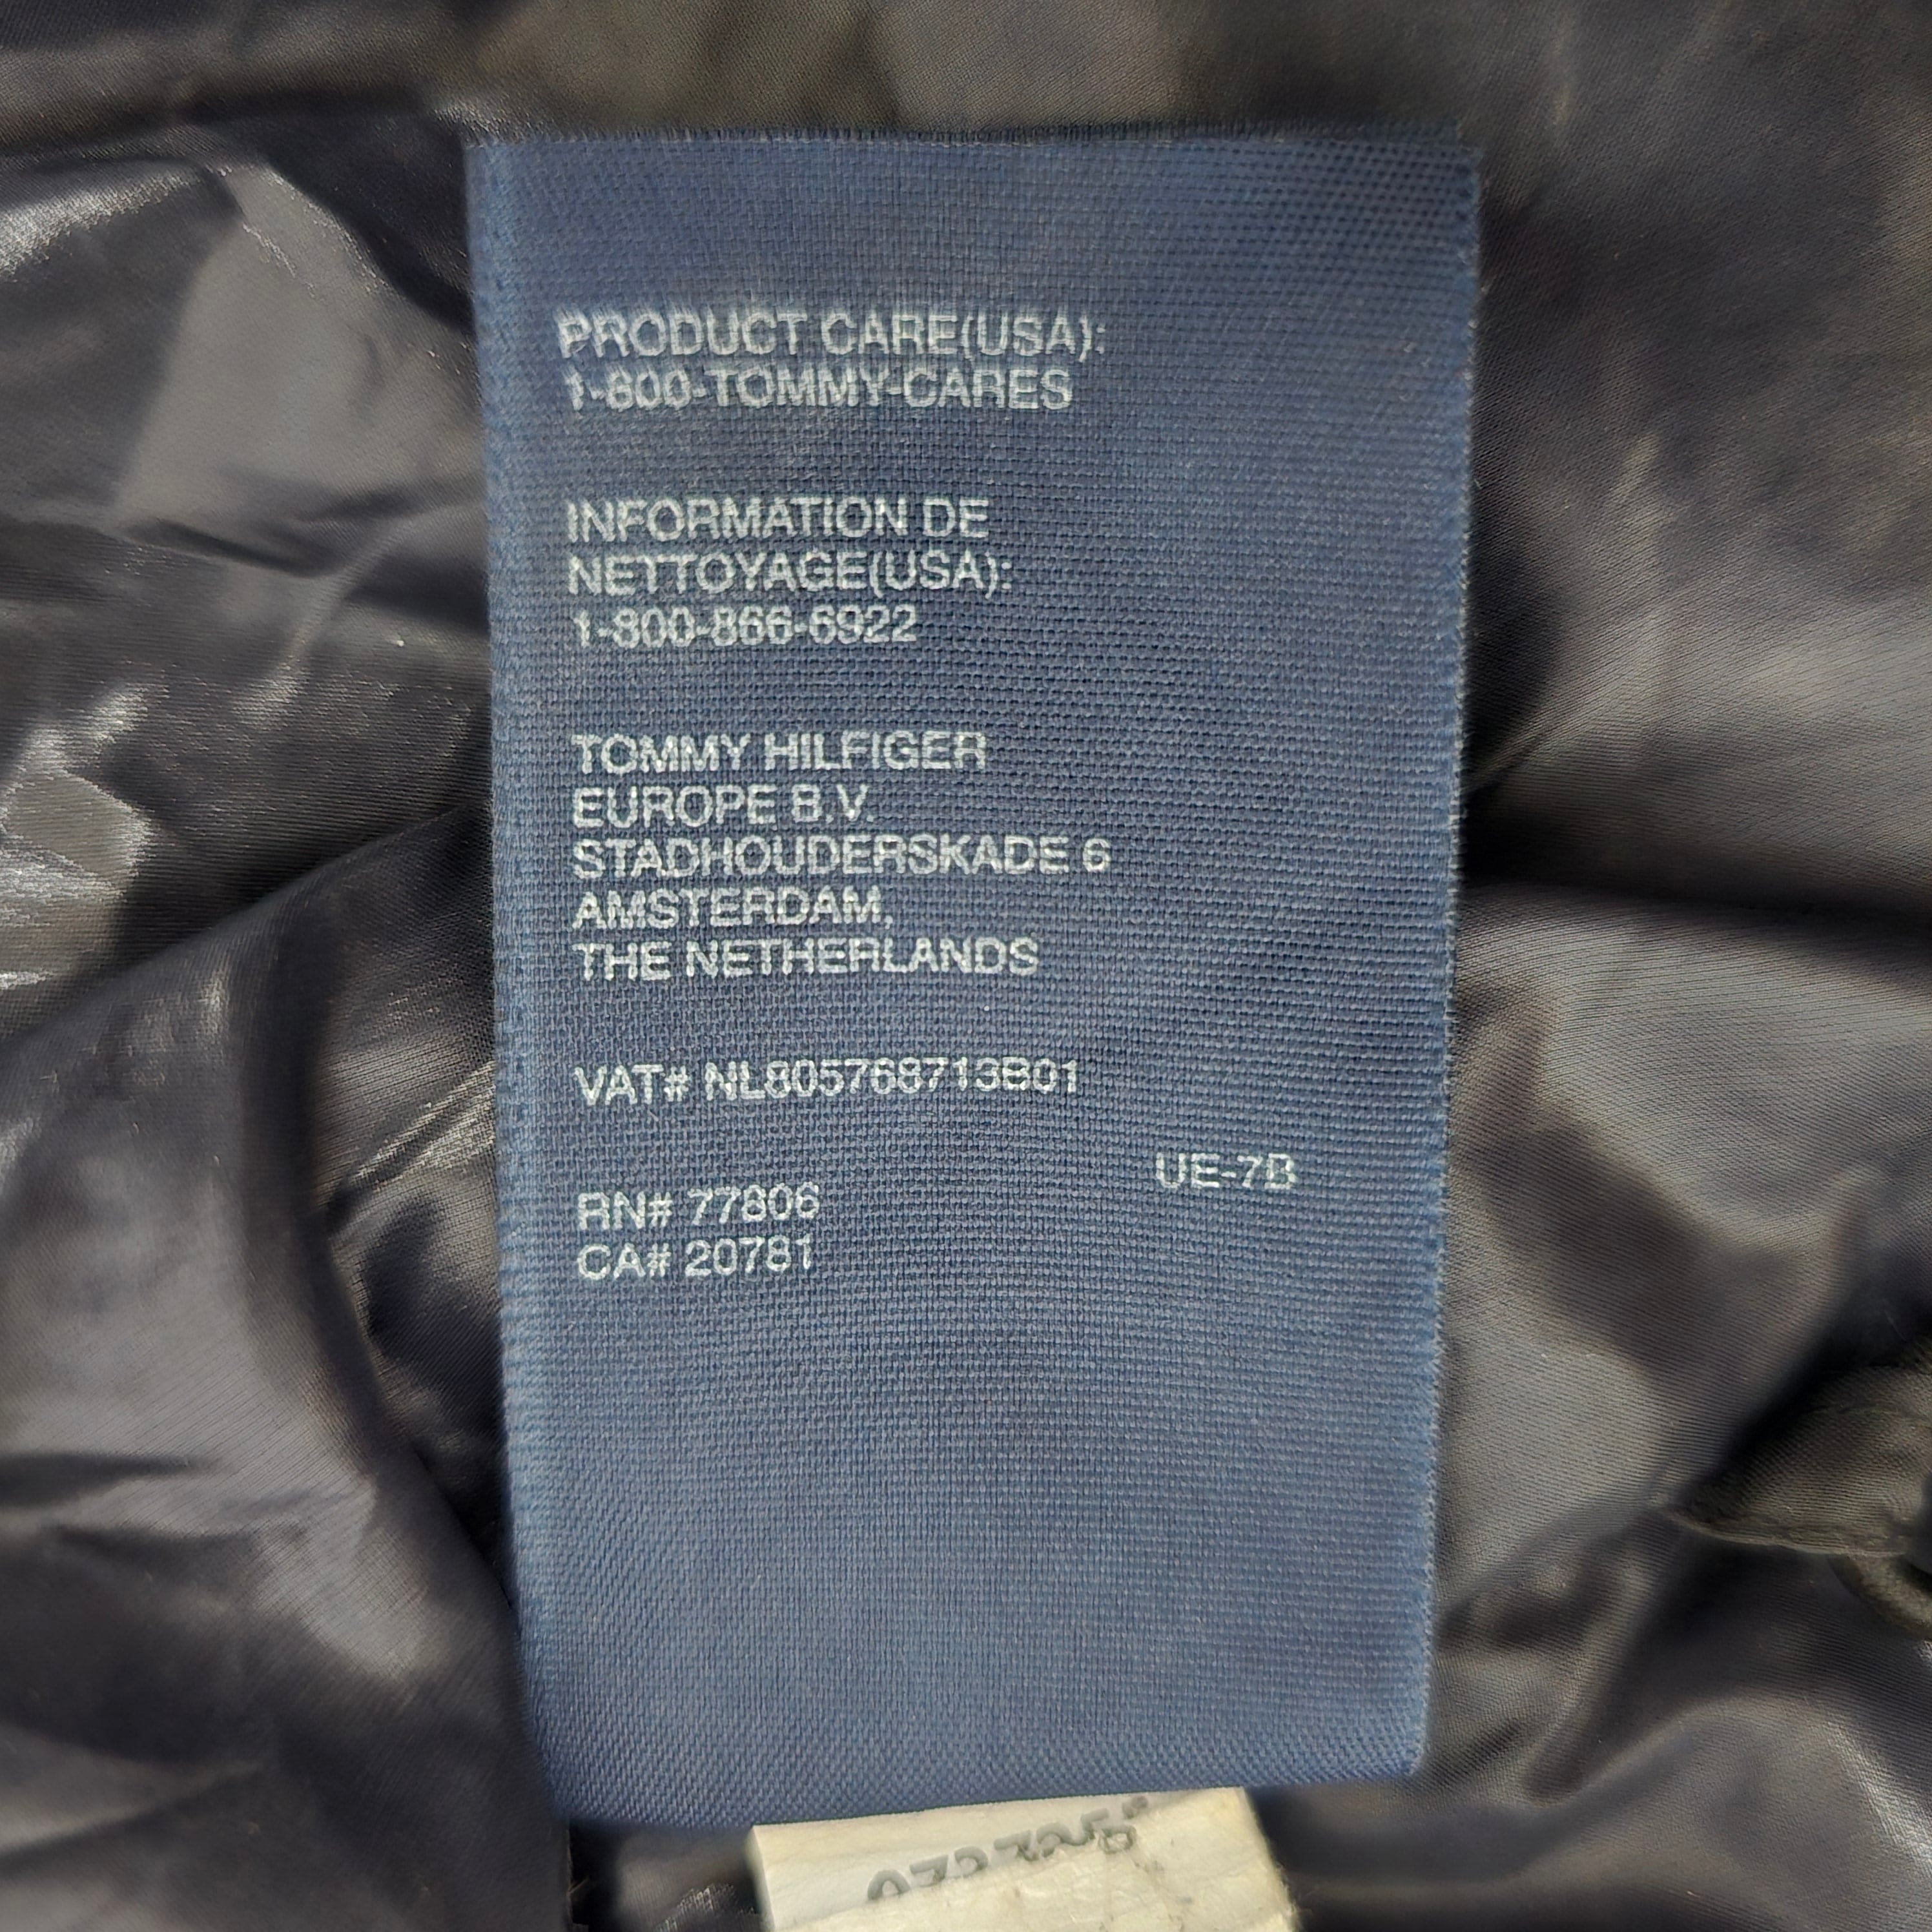 PRODUCT CARE(USA):
1-800-TOMMY-CARES
INFORMATION DE
NETTOYAGE(USA):
1-800-866-6922
TOMMY HILFIGER
EUROPE B.V.
STADHOUDERSKADE 6
AMSTERDAM,
THE NETHERLANDS
VAT# NL805768713B01
UE-7B
RN# 77806
CA# 20781